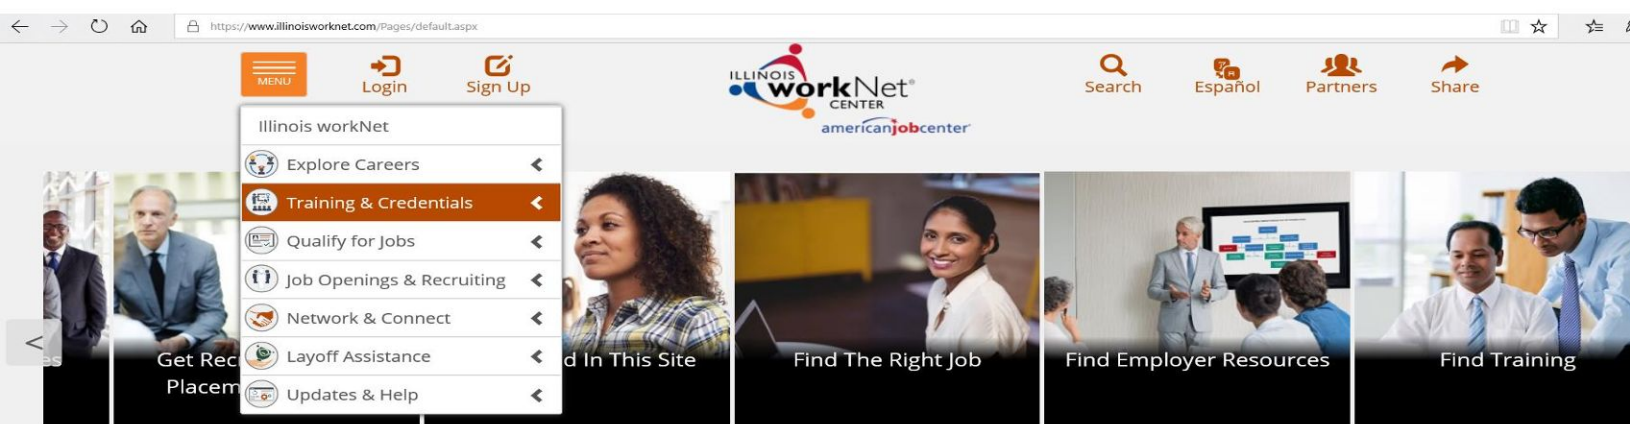 https://www.illinoisworknet.com/Pages/default.aspx
MENU
Login
Sign Up
ILLINOIS
workNet®
CENTER
americanjobcenter
Search
Español
Partners
Share
Illinois workNet
Explore Careers
Training & Credentials
Qualify for Jobs
Job Openings & Recruiting
Network & Connect
Layoff Assistance
Updates & Help
Get
Find The Right Job
In This Site
Find Employer Resources
Find Training